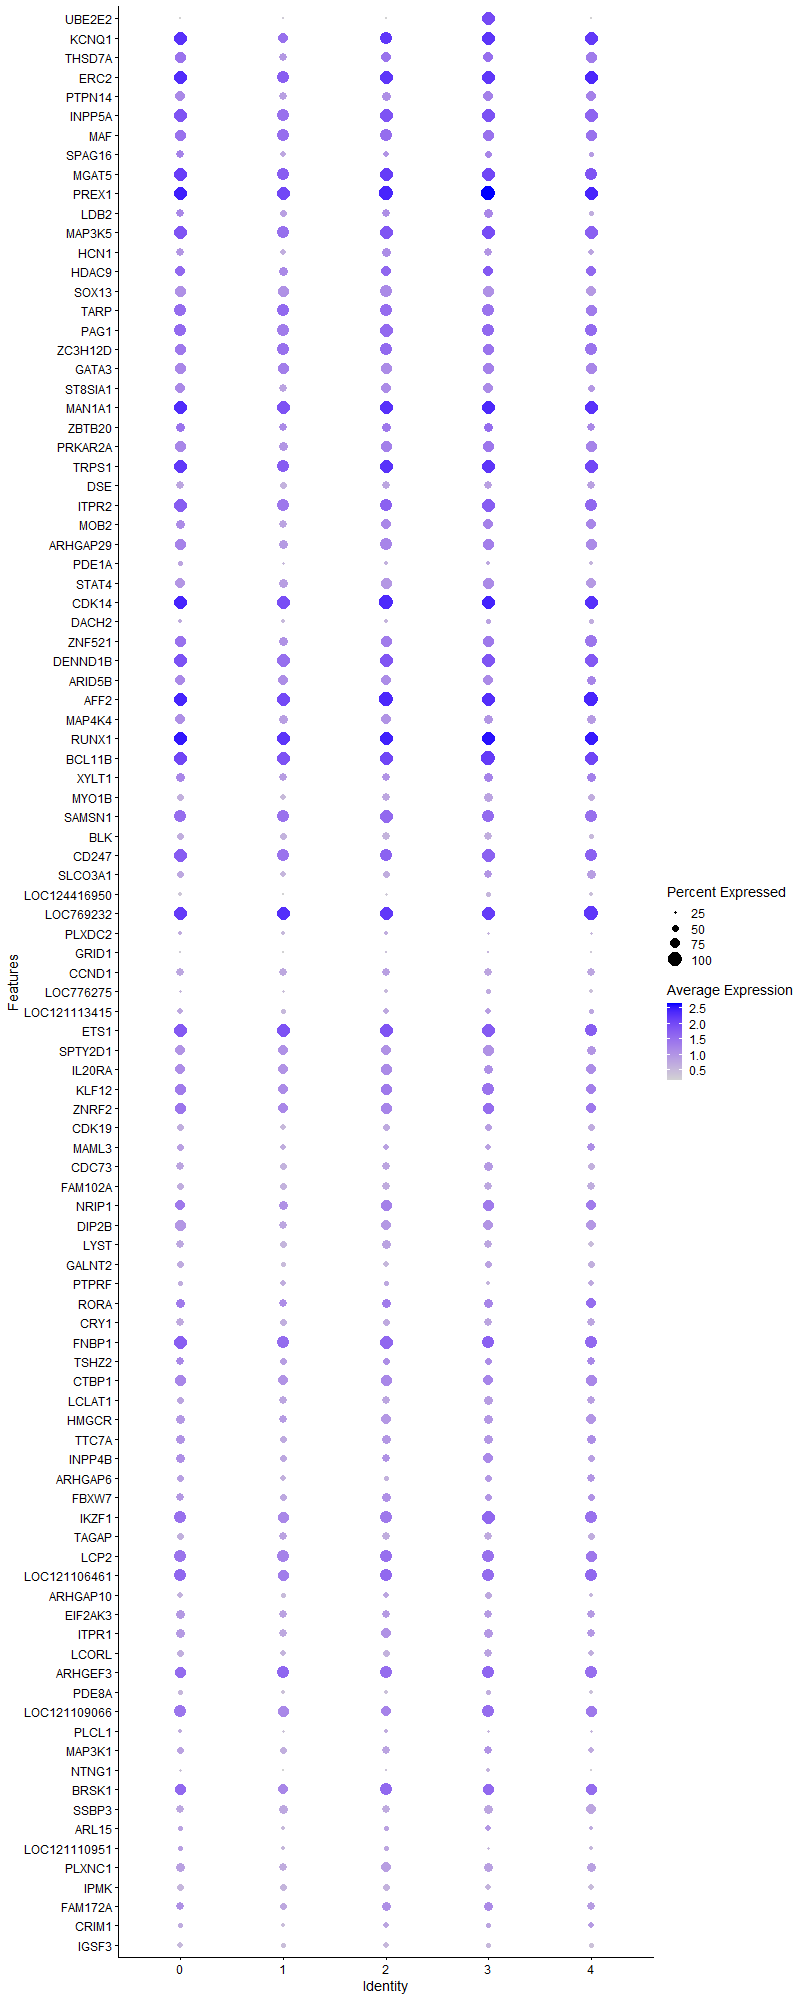 UBE2E2
KCNQ1
THSD7A
ERC2
PTPN14
INPP5A
MAF
SPAG16
MGAT5
PREX1
LDB2
MAP3K5
HCN1
HDAC9
SOX13
TARP
PAG1
ZC3H12D
GATA3
ST8SIA1
MAN1A1
ZBTB20
PRKAR2A
TRPS1
DSE
ITPR2
MOB2
ARHGAP29
PDE1A
STAT4
CDK14
DACH2
ZNF521
DENND1B
ARID5B
AFF2
MAP4K4
RUNX1
BCL11B
XYLT1
MYO1B
SAMSN1
BLK
CD247
SLCO3A1
LOC124416950
LOC769232
PLXDC2
GRID1
CCND1
LOC776275
LOC121113415
ETS1
SPTY2D1
IL20RA
KLF12
ZNRF2
CDK19
MAML3
CDC73
FAM102A
NRIP1
DIP2B
LYST
GALNT2
PTPRF
RORA
CRY1
FNBP1
TSHZ2
CTBP1
LCLAT1
HMGCR
TTC7A
INPP4B
ARHGAP6
FBXW7
IKZF1
TAGAP
LCP2
LOC121106461
ARHGAP10
EIF2AK3
ITPR1
LCORL
ARHGEF3
PDE8A
LOC121109066
PLCL1
MAP3K1
NTNG1
BRSK1
SSBP3
ARL15
LOC121110951
PLXNC1
IPMK
FAM172A
CRIM1
IGSF3
Features
0 1 2 3 4
Identity
Percent Expressed
25
50
75
100
Average Expression
2.5
2.0
1.5
1.0
0.5